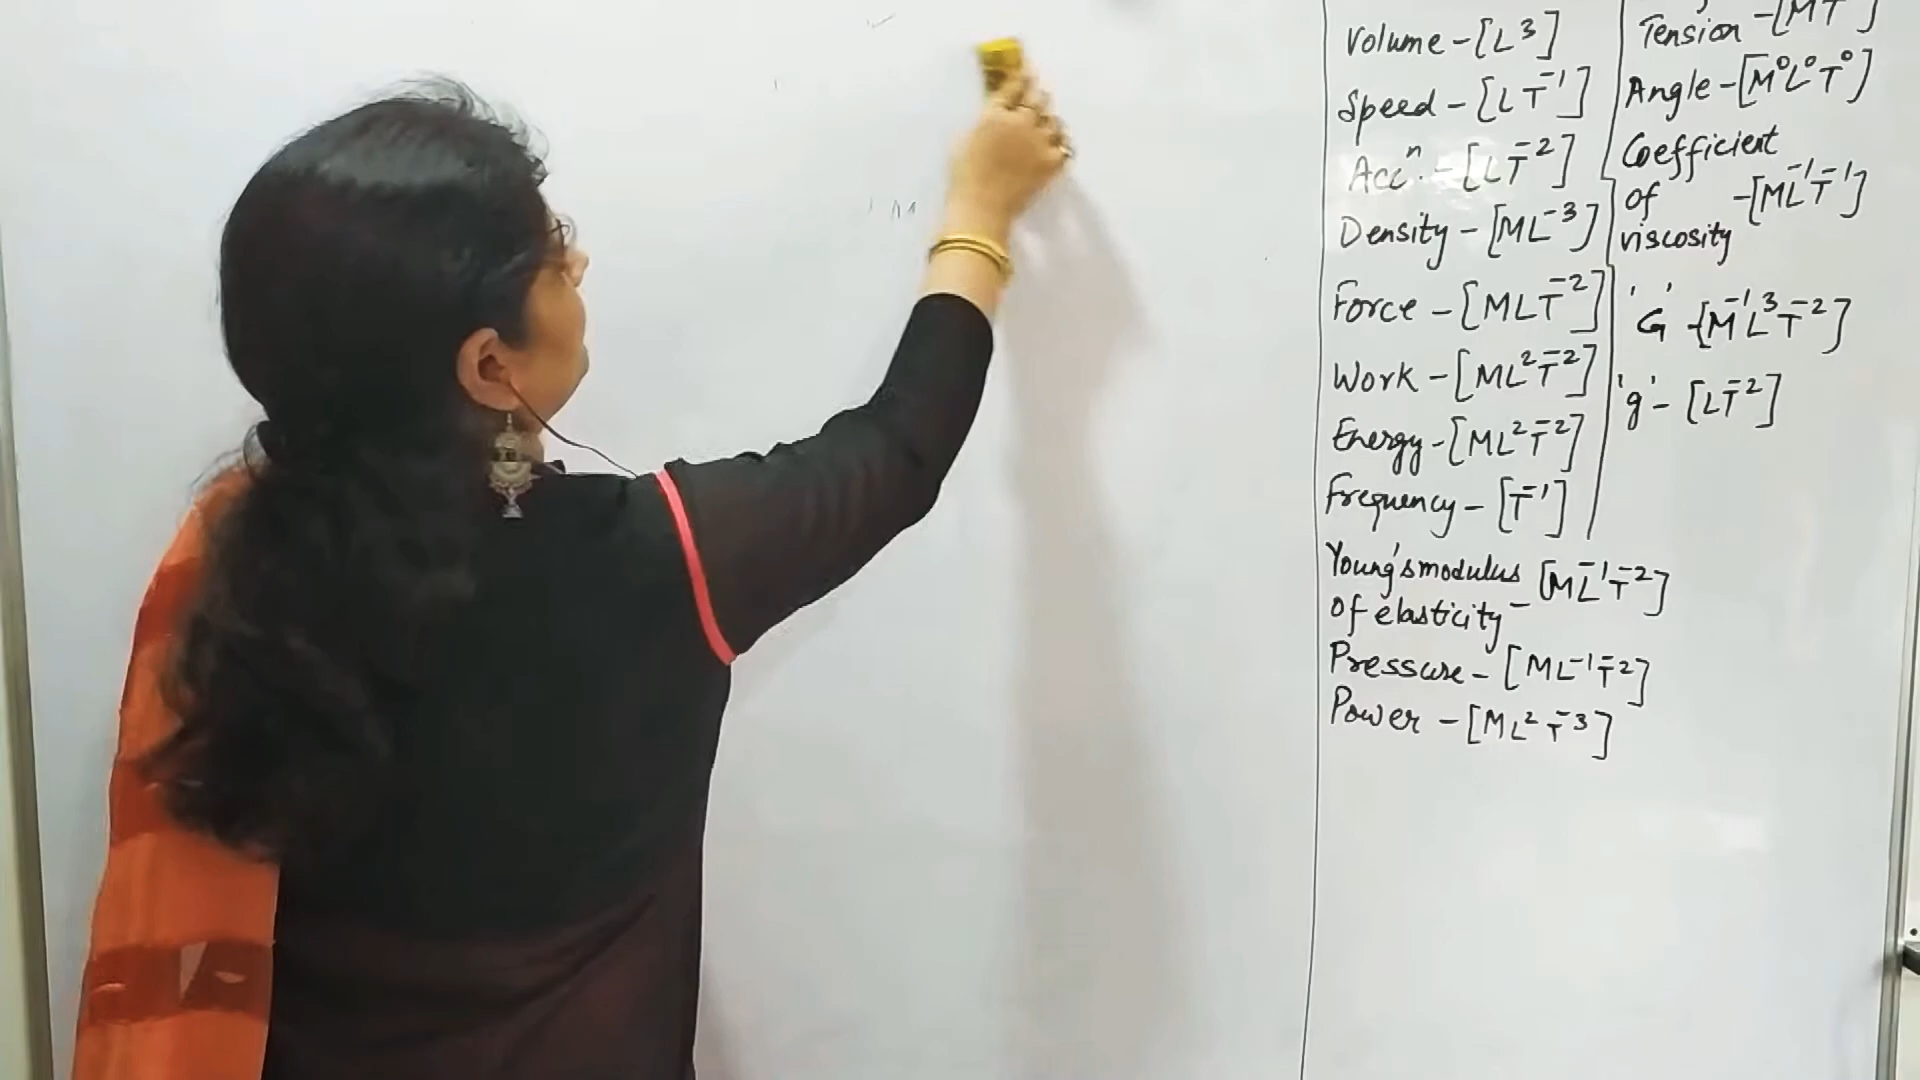 Volume - [L³]
Speed - [LT⁻¹]
Accⁿ. - [LT⁻²]
Density - [ML⁻³]
Force - [MLT⁻²]
Work - [ML²T⁻²]
Energy - [ML²T⁻²]
Frequency - [T⁻¹]
Young's modulus
of elasticity - [ML⁻¹T⁻²]
Pressure - [ML⁻¹T⁻²]
Power - [ML²T⁻³]
Tension - [MT
Angle - [M⁰L⁰T⁰]
Coefficient
of - [ML⁻¹T⁻¹]
viscosity
'G' - [M⁻¹L³T⁻²]
'g' - [LT⁻²]